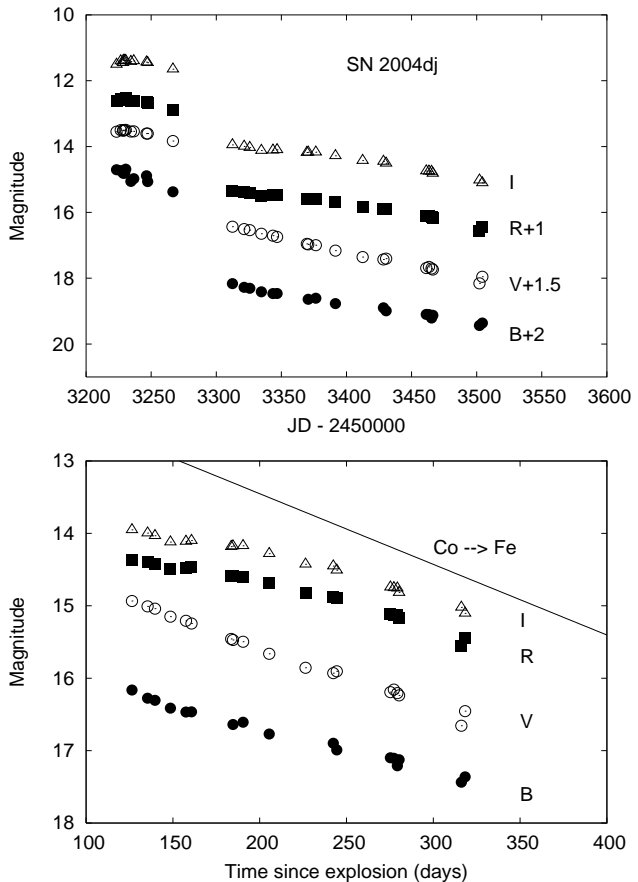 10
12
14
16
18
20
Magnitude
SN 2004dj
I
R+1
V+1.5
B+2
3200 3250 3300 3350 3400 3450 3500 3550 3600
JD - 2450000
13
14
15
16
17
18
Magnitude
Co --> Fe
I
R
V
B
100 150 200 250 300 350 400
Time since explosion (days)